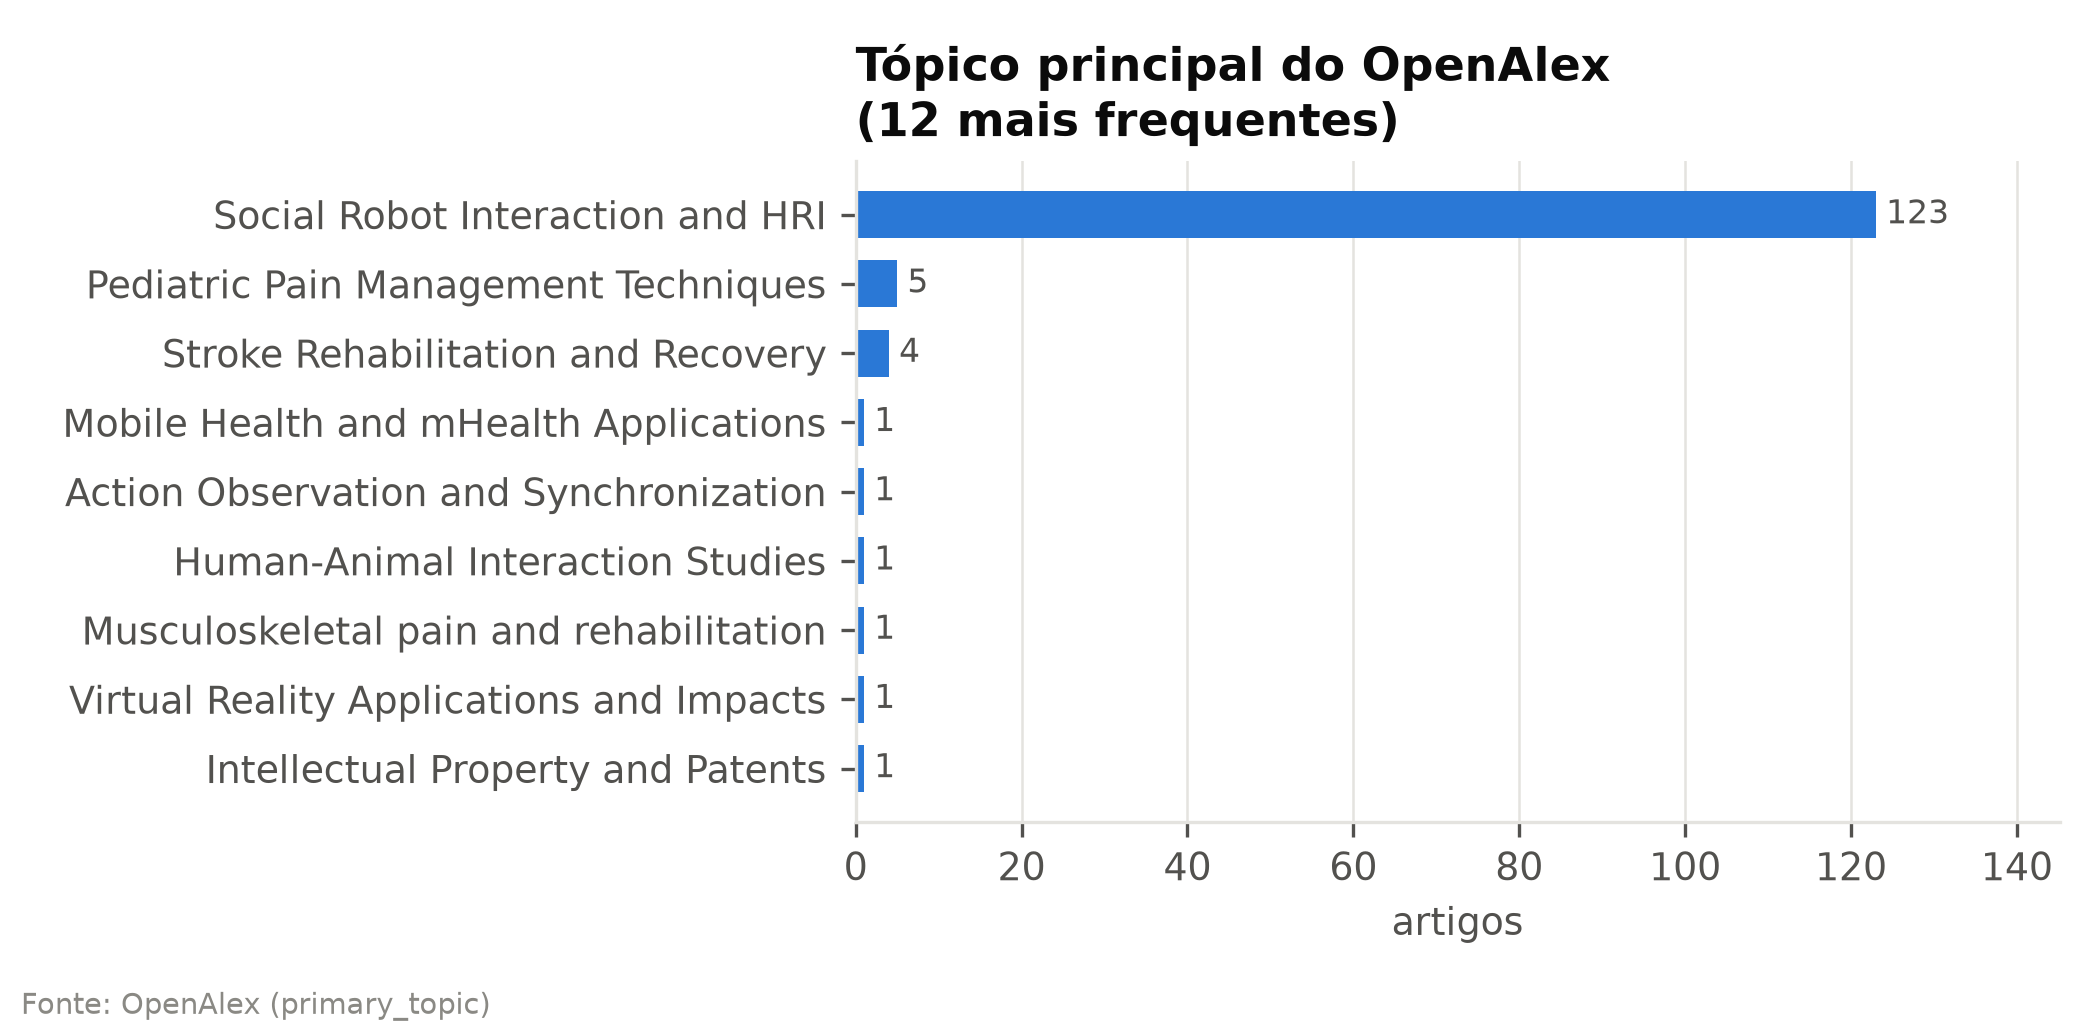 Tópico principal do OpenAlex
(12 mais frequentes)
Social Robot Interaction and HRI
123
Pediatric Pain Management Techniques
5
Stroke Rehabilitation and Recovery
4
Mobile Health and mHealth Applications
1
Action Observation and Synchronization
1
Human-Animal Interaction Studies
1
Musculoskeletal pain and rehabilitation
1
Virtual Reality Applications and Impacts
1
Intellectual Property and Patents
1
0 20 40 60 80 100 120 140
artigos
Fonte: OpenAlex (primary_topic)